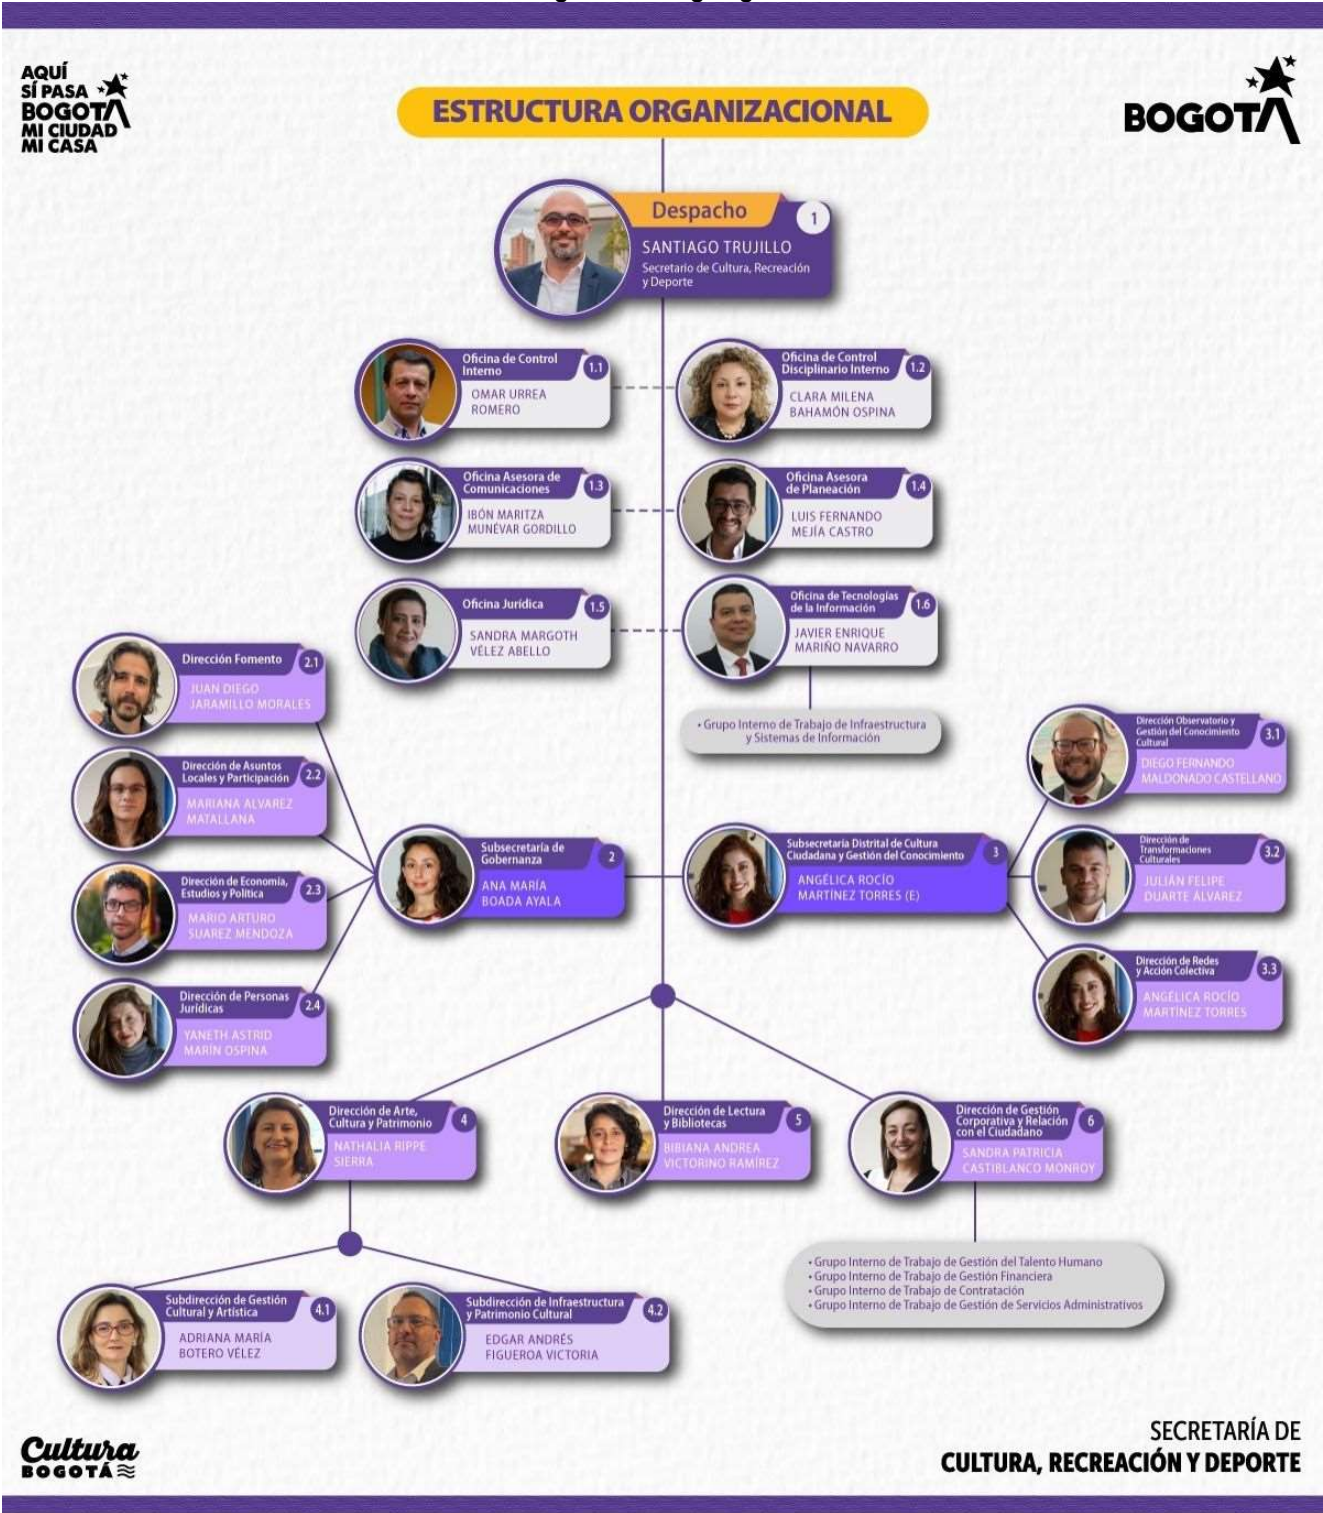 AQUÍ
SÍ PASA
BOGOTÁ
MI CIUDAD
MI CASA
BOGOTÁ
ESTRUCTURA ORGANIZACIONAL
Despacho
1
SANTIAGO TRUJILLO
Secretario de Cultura, Recreación
y Deporte
Oficina de Control
Interno
1.1
OMAR URREA
ROMERO
Oficina de Control
Disciplinario Interno
1.2
CLARA MILENA
BAHAMÓN OSPINA
Oficina Asesora de
Comunicaciones
1.3
IBÓN MARITZA
MUNÉVAR GORDILLO
Oficina Asesora
de Planeación
1.4
LUIS FERNANDO
MEJÍA CASTRO
Oficina Jurídica
1.5
SANDRA MARGOTH
VÉLEZ ABELLO
Oficina de Tecnologías
de la Información
1.6
JAVIER ENRIQUE
MARIÑO NAVARRO
• Grupo Interno de Trabajo de Infraestructura
y Sistemas de Información
Dirección Fomento
2.1
JUAN DIEGO
JARAMILLO MORALES
Dirección de Asuntos
Locales y Participación
2.2
MARIANA ALVAREZ
MATALLANA
Dirección de Economía,
Estudios y Política
2.3
MARIO ARTURO
SUAREZ MENDOZA
Dirección de Personas
Jurídicas
2.4
YANETH ASTRID
MARÍN OSPINA
Subsecretaría de
Gobernanza
2
ANA MARÍA
BOADA AYALA
Subsecretaría Distrital de Cultura
Ciudadana y Gestión del Conocimiento
3
ANGÉLICA ROCÍO
MARTÍNEZ TORRES (E)
Dirección Observatorio y
Gestión del Conocimiento
Cultural
3.1
DIEGO FERNANDO
MALDONADO CASTELLANO
Dirección de
Transformaciones
Culturales
3.2
JULIÁN FELIPE
DUARTE ÁLVAREZ
Dirección de Redes
y Acción Colectiva
3.3
ANGÉLICA ROCÍO
MARTÍNEZ TORRES
Dirección de Arte,
Cultura y Patrimonio
4
NATHALIA RIPPE
SIERRA
Dirección de Lectura
y Bibliotecas
5
BIBIANA ANDREA
VICTORINO RAMÍREZ
Dirección de Gestión
Corporativa y Relación
con el Ciudadano
6
SANDRA PATRICIA
CASTIBLANCO MONROY
• Grupo Interno de Trabajo de Gestión del Talento Humano
• Grupo Interno de Trabajo de Gestión Financiera
• Grupo Interno de Trabajo de Contratación
• Grupo Interno de Trabajo de Gestión de Servicios Administrativos
Subdirección de Gestión
Cultural y Artística
4.1
ADRIANA MARÍA
BOTERO VÉLEZ
Subdirección de Infraestructura
y Patrimonio Cultural
4.2
EDGAR ANDRÉS
FIGUEROA VICTORIA
Cultura
BOGOTÁ
SECRETARÍA DE
CULTURA, RECREACIÓN Y DEPORTE